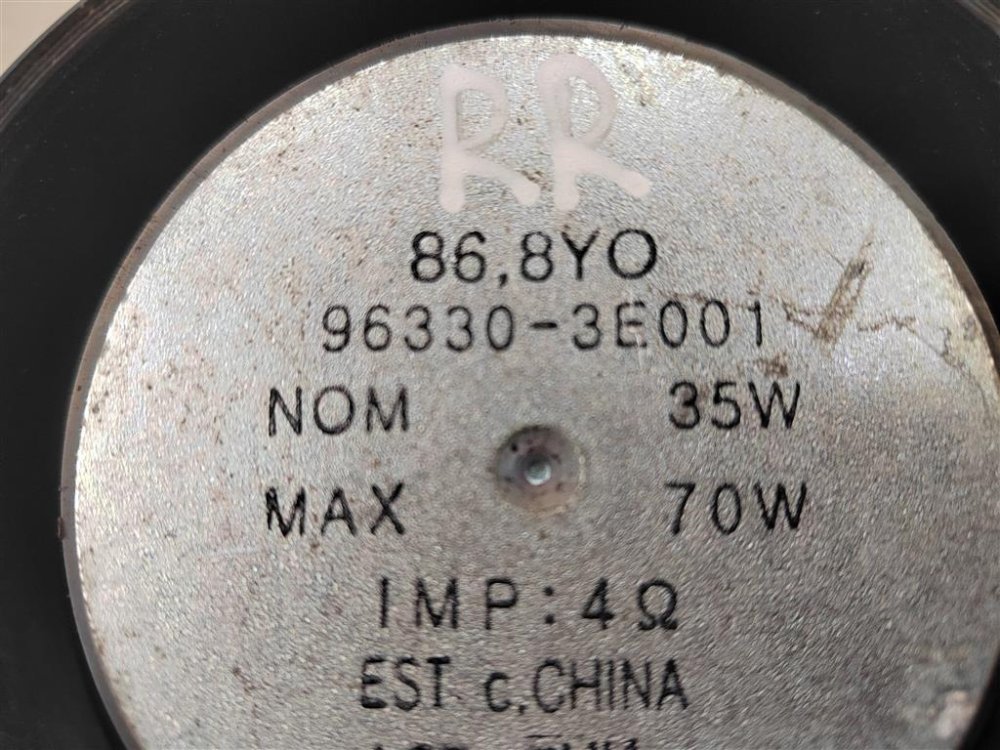 RR
86,8YO
96330-3E001
NOM 35W
MAX 70W
IMP:4Ω
EST c,CHINA